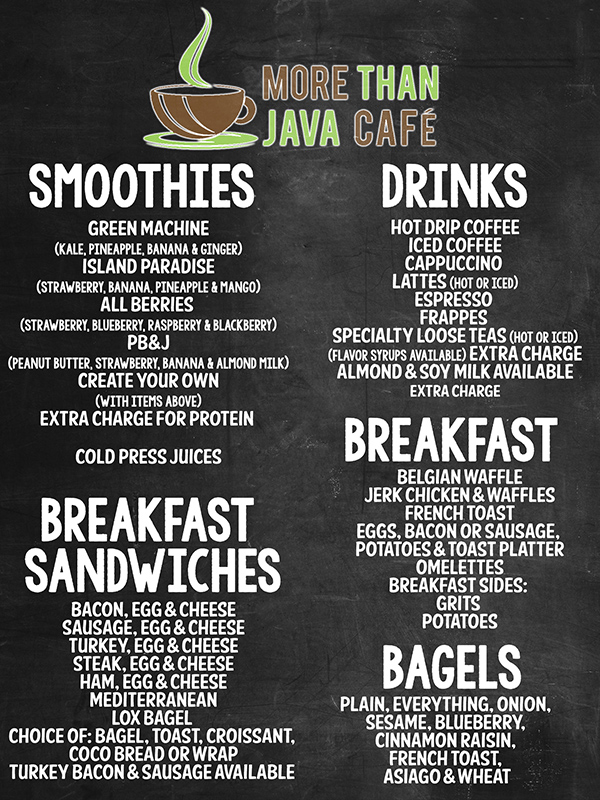 MORE THAN
JAVA CAFÉ
SMOOTHIES
GREEN MACHINE
(KALE, PINEAPPLE, BANANA & GINGER)
ISLAND PARADISE
(STRAWBERRY, BANANA, PINEAPPLE & MANGO)
ALL BERRIES
(STRAWBERRY, BLUEBERRY, RASPBERRY & BLACKBERRY)
PB&J
(PEANUT BUTTER, STRAWBERRY, BANANA & ALMOND MILK)
CREATE YOUR OWN
(WITH ITEMS ABOVE)
EXTRA CHARGE FOR PROTEIN
COLD PRESS JUICES
BREAKFAST
SANDWICHES
BACON, EGG & CHEESE
SAUSAGE, EGG & CHEESE
TURKEY, EGG & CHEESE
STEAK, EGG & CHEESE
HAM, EGG & CHEESE
MEDITERRANEAN
LOX BAGEL
CHOICE OF: BAGEL, TOAST, CROISSANT,
COCO BREAD OR WRAP
TURKEY BACON & SAUSAGE AVAILABLE
DRINKS
HOT DRIP COFFEE
ICED COFFEE
CAPPUCCINO
LATTES (HOT OR ICED)
ESPRESSO
FRAPPES
SPECIALTY LOOSE TEAS (HOT OR ICED)
(FLAVOR SYRUPS AVAILABLE) EXTRA CHARGE
ALMOND & SOY MILK AVAILABLE
EXTRA CHARGE
BREAKFAST
BELGIAN WAFFLE
JERK CHICKEN & WAFFLES
FRENCH TOAST
EGGS, BACON OR SAUSAGE,
POTATOES & TOAST PLATTER
OMELETTES
BREAKFAST SIDES:
GRITS
POTATOES
BAGELS
PLAIN, EVERYTHING, ONION,
SESAME, BLUEBERRY,
CINNAMON RAISIN,
FRENCH TOAST,
ASIAGO & WHEAT